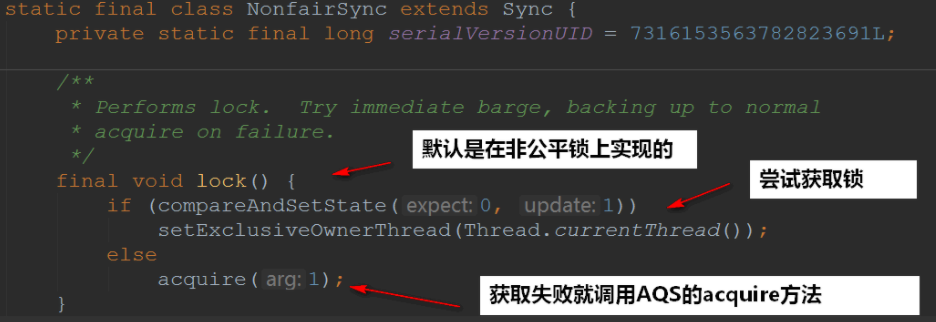 static final class NonfairSync extends Sync {
private static final long serialVersionUID = 7316153563782823691L;
/**
* Performs lock.  Try immediate barge, backing up to normal
* acquire on failure.
*/
默认是在非公平锁上实现的
final void lock() {
尝试获取锁
if (compareAndSetState( expect: 0,  update: 1))
setExclusiveOwnerThread(Thread.currentThread());
else
acquire( arg: 1);
获取失败就调用AQS的acquire方法
}